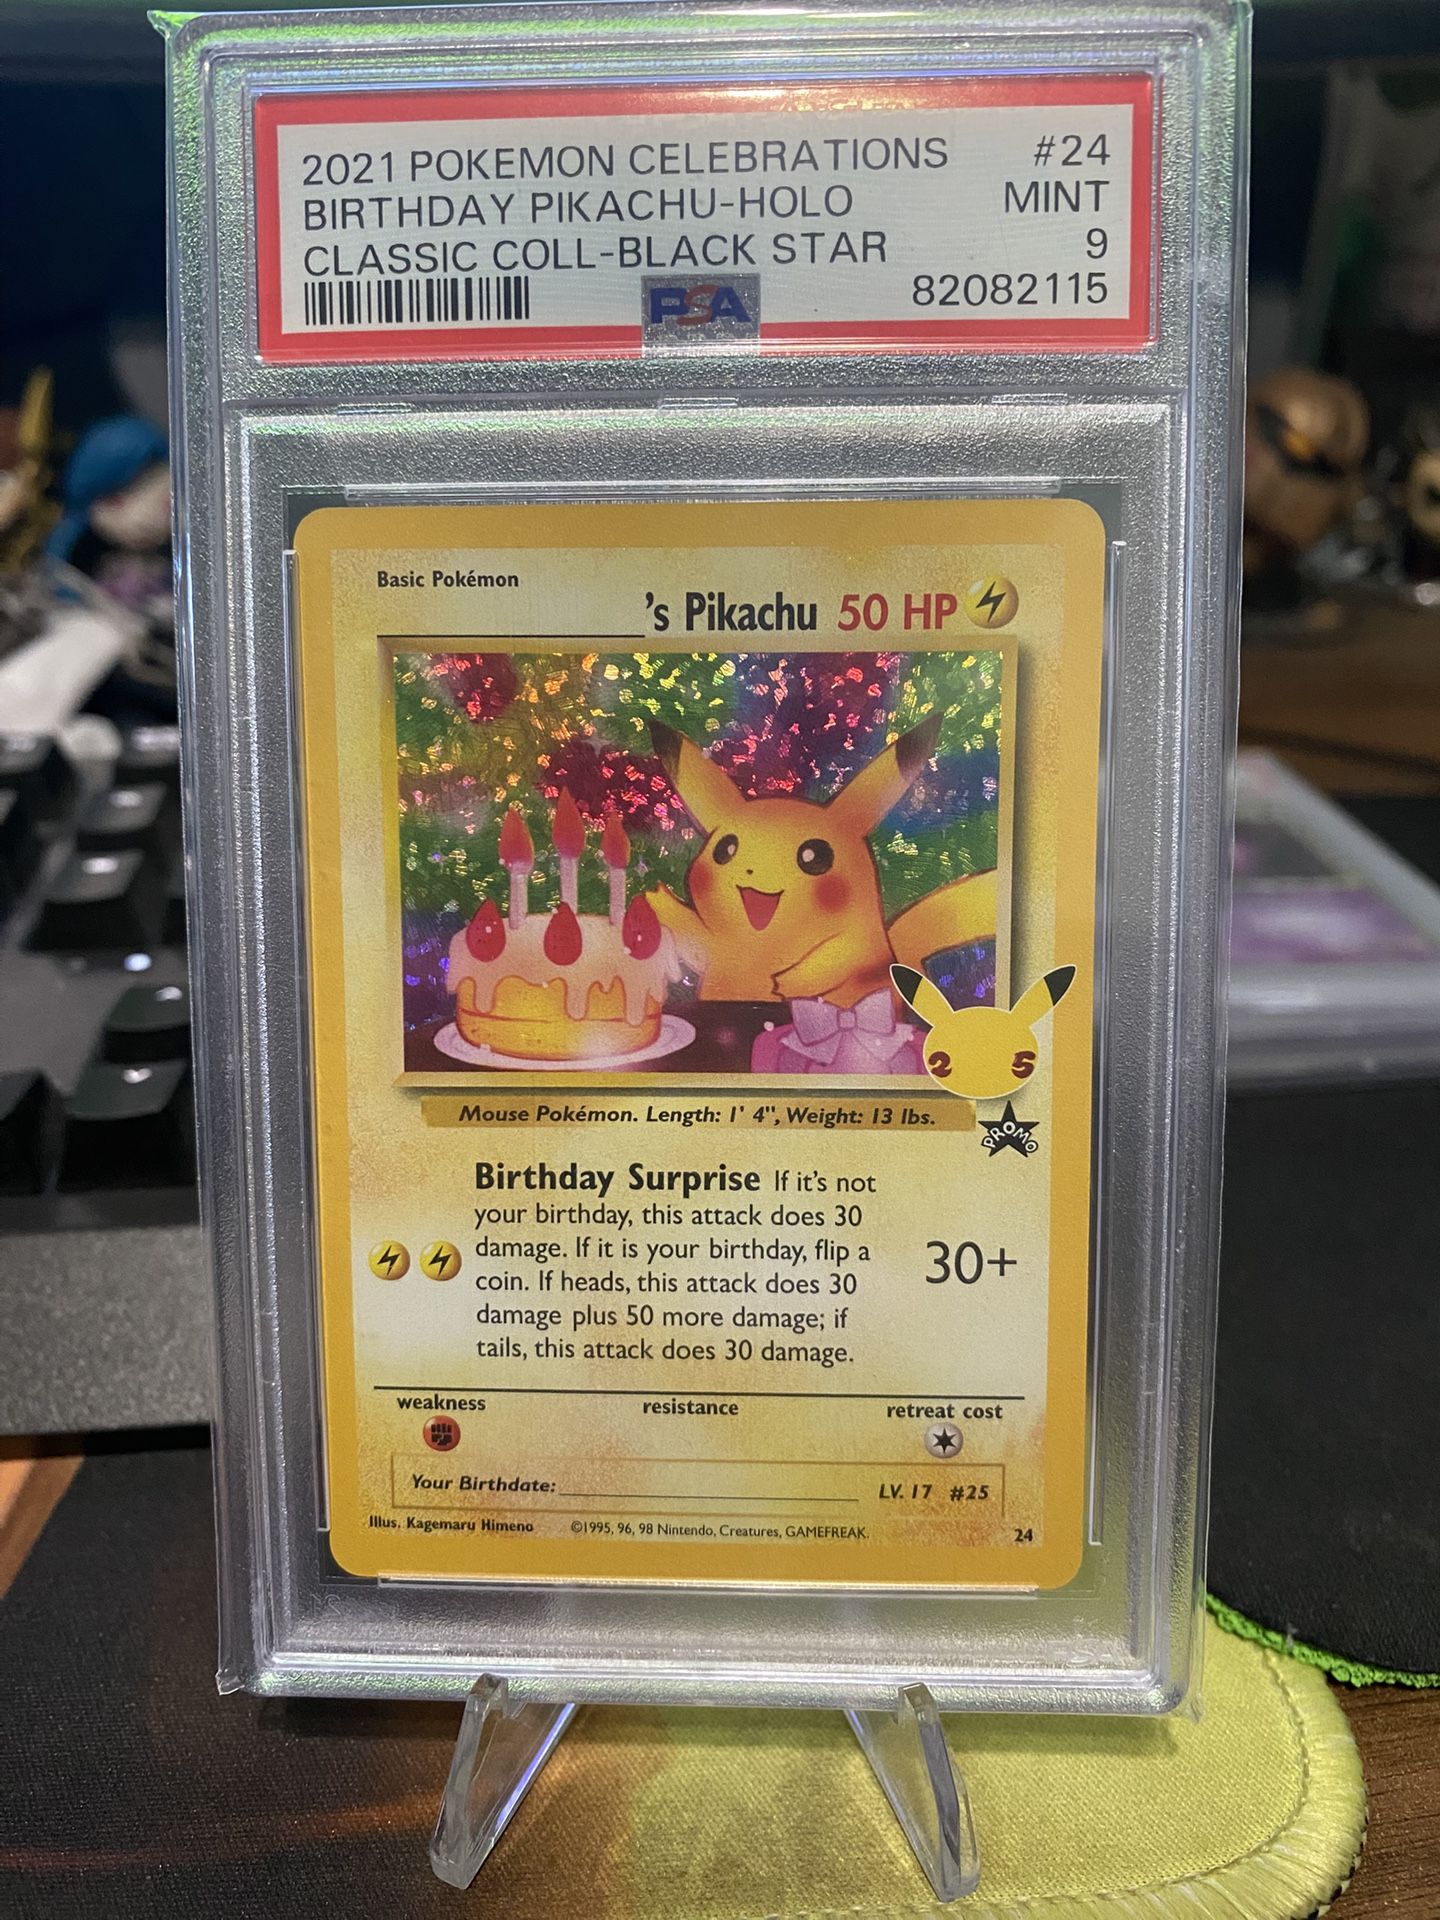 2021 POKEMON CELEBRATIONS #24
BIRTHDAY PIKACHU-HOLO MINT
CLASSIC COLL-BLACK STAR 9
PSA 82082115
Basic Pokémon
's Pikachu 50 HP
Mouse Pokémon. Length: 1' 4", Weight: 13 lbs.
25
PROMO
Birthday Surprise If it's not
your birthday, this attack does 30
damage. If it is your birthday, flip a
coin. If heads, this attack does 30
damage plus 50 more damage; if
tails, this attack does 30 damage.
30+
weakness resistance retreat cost
Your Birthdate: LV. 17 #25
Illus. Kagemaru Himeno ©1995, 96, 98 Nintendo, Creatures, GAMEFREAK. 24